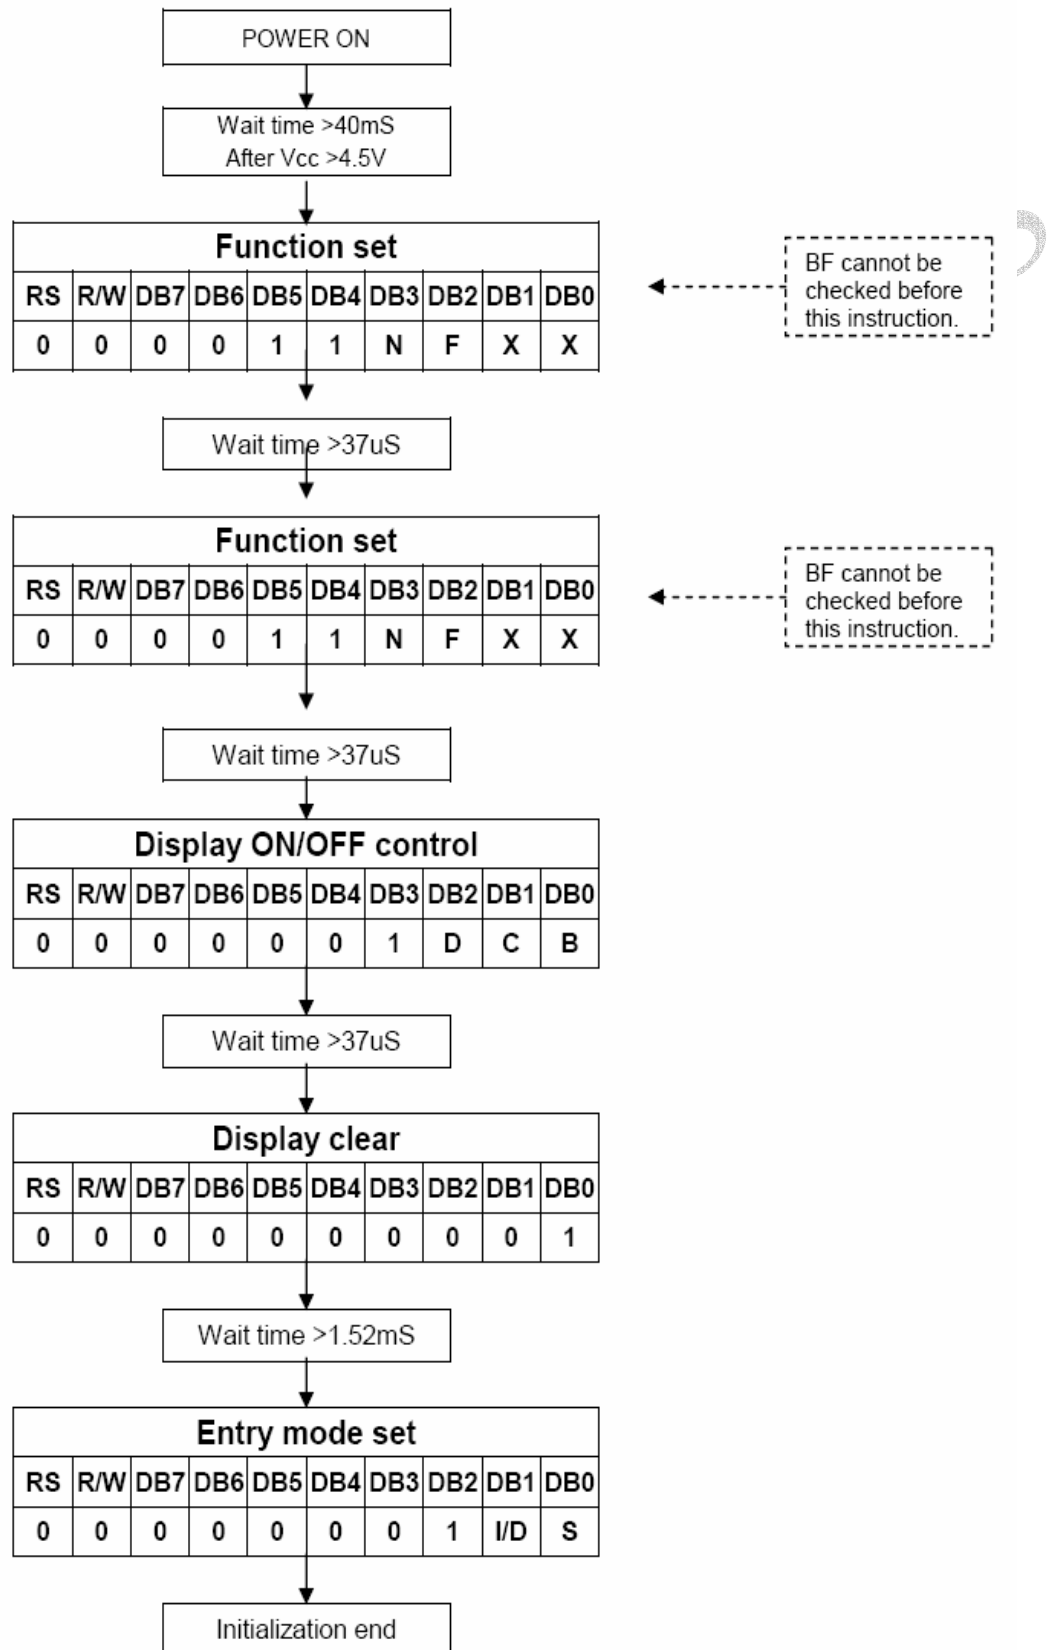 POWER ON
Wait time >40mS
After Vcc >4.5V
Function set
RS R/W DB7 DB6 DB5 DB4 DB3 DB2 DB1 DB0
0 0 0 0 1 1 N F X X
BF cannot be
checked before
this instruction.
Wait time >37uS
Function set
RS R/W DB7 DB6 DB5 DB4 DB3 DB2 DB1 DB0
0 0 0 0 1 1 N F X X
BF cannot be
checked before
this instruction.
Wait time >37uS
Display ON/OFF control
RS R/W DB7 DB6 DB5 DB4 DB3 DB2 DB1 DB0
0 0 0 0 0 0 1 D C B
Wait time >37uS
Display clear
RS R/W DB7 DB6 DB5 DB4 DB3 DB2 DB1 DB0
0 0 0 0 0 0 0 0 0 1
Wait time >1.52mS
Entry mode set
RS R/W DB7 DB6 DB5 DB4 DB3 DB2 DB1 DB0
0 0 0 0 0 0 0 1 I/D S
Initialization end